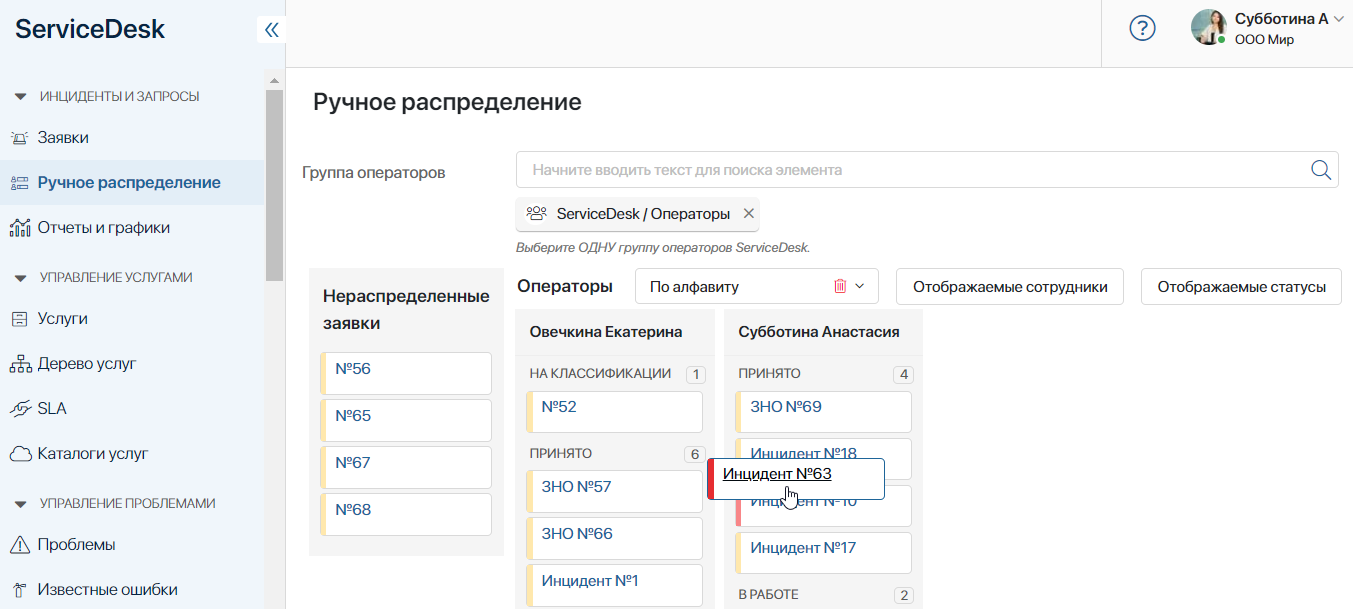 ServiceDesk
ИНЦИДЕНТЫ И ЗАПРОСЫ
Заявки
Ручное распределение
Отчеты и графики
УПРАВЛЕНИЕ УСЛУГАМИ
Услуги
Дерево услуг
SLA
Каталоги услуг
УПРАВЛЕНИЕ ПРОБЛЕМАМИ
Проблемы
Известные ошибки
?
Субботина А
ООО Мир
Ручное распределение
Группа операторов
Начните вводить текст для поиска элемента
ServiceDesk / Операторы
Выберите ОДНУ группу операторов ServiceDesk.
Нераспределенные
заявки
№56
№65
№67
№68
Операторы
По алфавиту
Отображаемые сотрудники
Отображаемые статусы
Овечкина Екатерина
НА КЛАССИФИКАЦИИ 1
№52
ПРИНЯТО 6
ЗНО №57
ЗНО №66
Инцидент №1
Субботина Анастасия
ПРИНЯТО 4
ЗНО №69
Инцидент №18
Инцидент №63
Инцидент №10
Инцидент №17
В РАБОТЕ 2